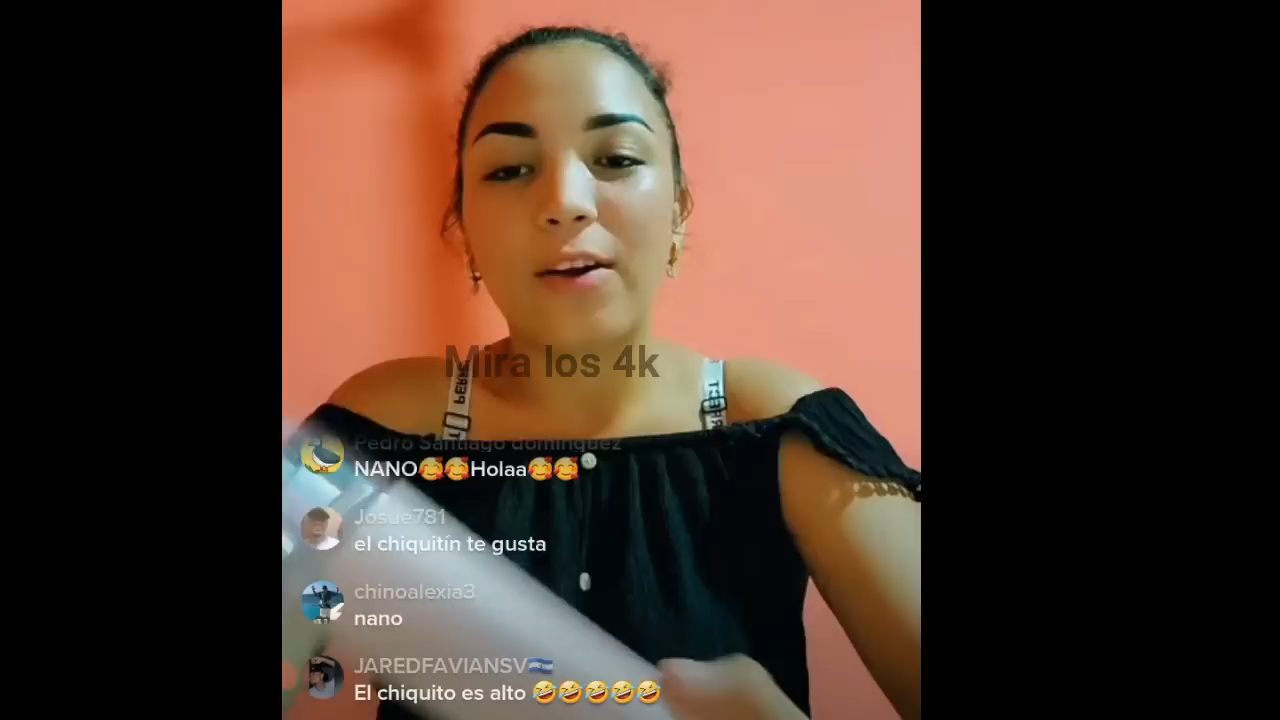 Mira los 4k
Pedro Santiago dominguez
NANO🥰🥰Holaa🥰🥰
Josue781
el chiquitín te gusta
chinoalexia3
nano
JAREDFAVIANSV🇸🇻
El chiquito es alto 🤣🤣🤣🤣🤣